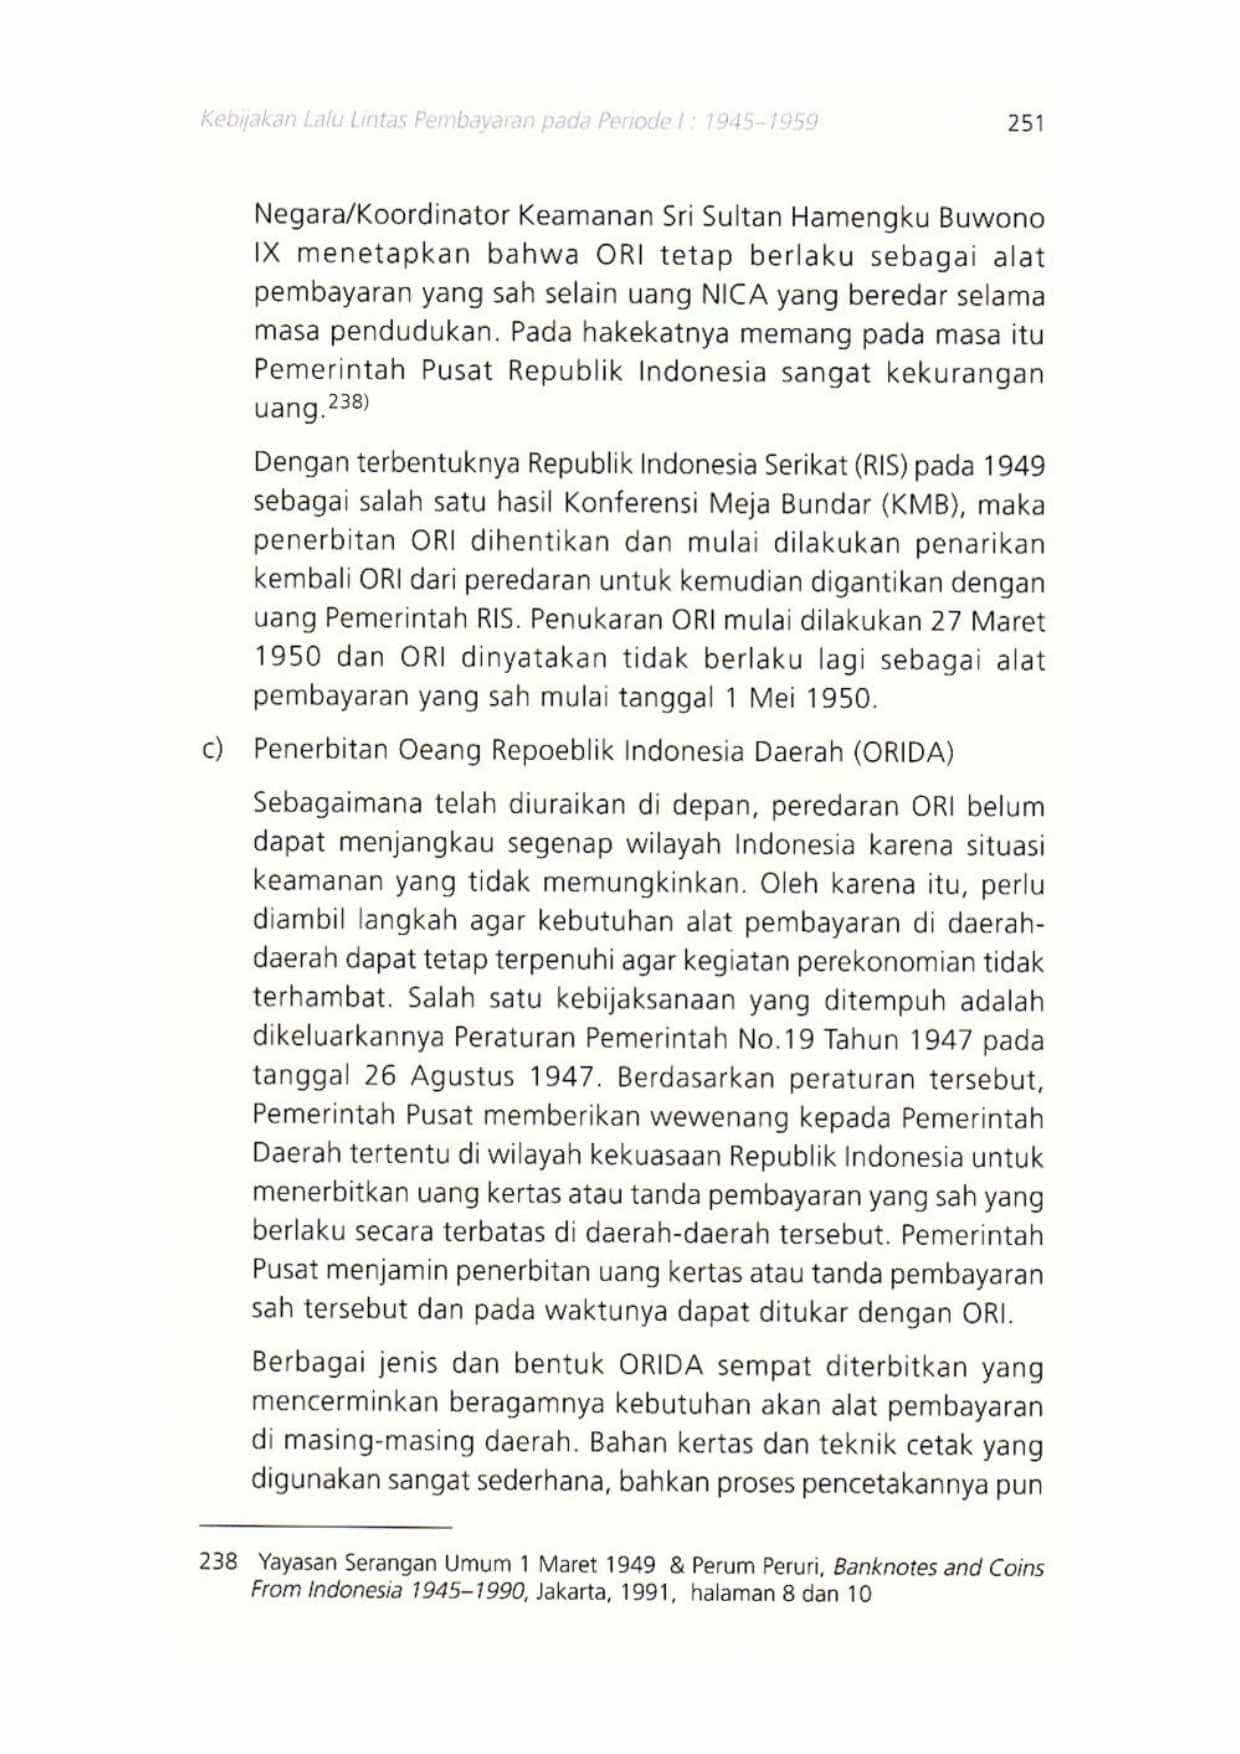 Kebijakan Lalu Lintas Pembayaran pada Periode I : 1945–1959 251
Negara/Koordinator Keamanan Sri Sultan Hamengku Buwono
IX menetapkan bahwa ORI tetap berlaku sebagai alat
pembayaran yang sah selain uang NICA yang beredar selama
masa pendudukan. Pada hakekatnya memang pada masa itu
Pemerintah Pusat Republik Indonesia sangat kekurangan
uang.238)
Dengan terbentuknya Republik Indonesia Serikat (RIS) pada 1949
sebagai salah satu hasil Konferensi Meja Bundar (KMB), maka
penerbitan ORI dihentikan dan mulai dilakukan penarikan
kembali ORI dari peredaran untuk kemudian digantikan dengan
uang Pemerintah RIS. Penukaran ORI mulai dilakukan 27 Maret
1950 dan ORI dinyatakan tidak berlaku lagi sebagai alat
pembayaran yang sah mulai tanggal 1 Mei 1950.
c) Penerbitan Oeang Repoeblik Indonesia Daerah (ORIDA)
Sebagaimana telah diuraikan di depan, peredaran ORI belum
dapat menjangkau segenap wilayah Indonesia karena situasi
keamanan yang tidak memungkinkan. Oleh karena itu, perlu
diambil langkah agar kebutuhan alat pembayaran di daerah-
daerah dapat tetap terpenuhi agar kegiatan perekonomian tidak
terhambat. Salah satu kebijaksanaan yang ditempuh adalah
dikeluarkannya Peraturan Pemerintah No.19 Tahun 1947 pada
tanggal 26 Agustus 1947. Berdasarkan peraturan tersebut,
Pemerintah Pusat memberikan wewenang kepada Pemerintah
Daerah tertentu di wilayah kekuasaan Republik Indonesia untuk
menerbitkan uang kertas atau tanda pembayaran yang sah yang
berlaku secara terbatas di daerah-daerah tersebut. Pemerintah
Pusat menjamin penerbitan uang kertas atau tanda pembayaran
sah tersebut dan pada waktunya dapat ditukar dengan ORI.
Berbagai jenis dan bentuk ORIDA sempat diterbitkan yang
mencerminkan beragamnya kebutuhan akan alat pembayaran
di masing-masing daerah. Bahan kertas dan teknik cetak yang
digunakan sangat sederhana, bahkan proses pencetakannya pun
238 Yayasan Serangan Umum 1 Maret 1949 & Perum Peruri, Banknotes and Coins
From Indonesia 1945–1990, Jakarta, 1991, halaman 8 dan 10